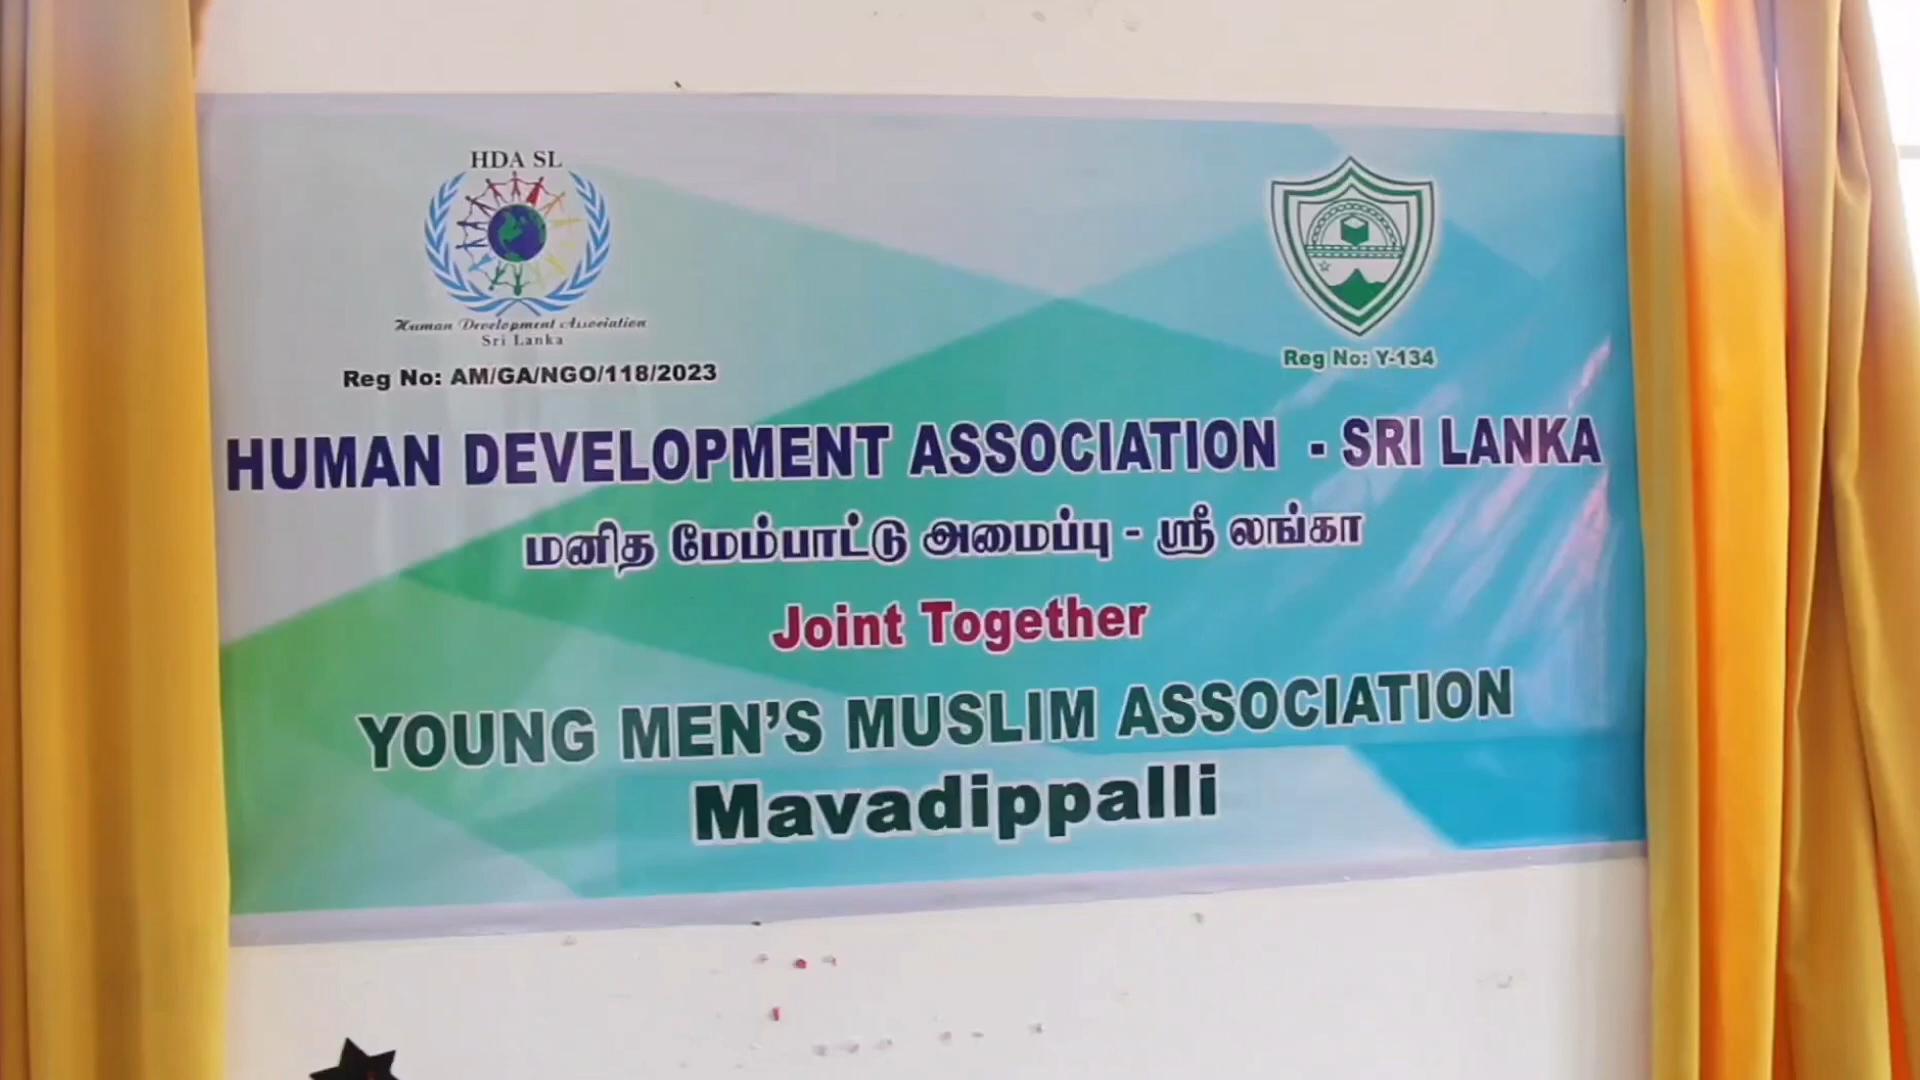 HDA SL
Human Development Association
Sri Lanka
Reg No: AM/GA/NGO/118/2023
Reg No: Y-134
HUMAN DEVELOPMENT ASSOCIATION - SRI LANKA
மனித மேம்பாட்டு அமைப்பு - ஸ்ரீ லங்கா
Joint Together
YOUNG MEN'S MUSLIM ASSOCIATION
Mavadippalli